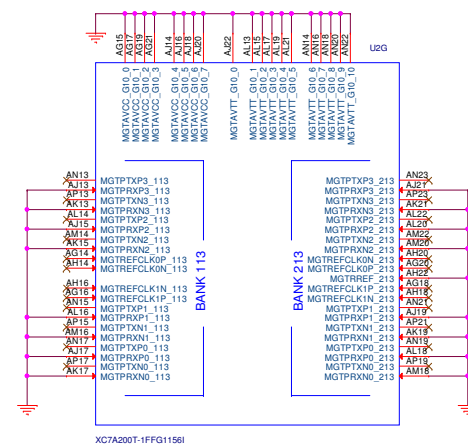 U2G
AG15 MGTAVCC_G10_0
AG17 MGTAVCC_G10_1
AG19 MGTAVCC_G10_2
AG21 MGTAVCC_G10_3
AJ14 MGTAVCC_G10_4
AJ16 MGTAVCC_G10_5
AJ18 MGTAVCC_G10_6
AJ20 MGTAVCC_G10_7
AJ22 MGTAVTT_G10_0
AL13 MGTAVTT_G10_1
AL15 MGTAVTT_G10_2
AL17 MGTAVTT_G10_3
AL19 MGTAVTT_G10_4
AL21 MGTAVTT_G10_5
AN14 MGTAVTT_G10_6
AN16 MGTAVTT_G10_7
AN18 MGTAVTT_G10_8
AN20 MGTAVTT_G10_9
AN22 MGTAVTT_G10_10
AN13 MGTPTXP3_113
AJ13 MGTPRXP3_113
AP13 MGTPTXN3_113
AK13 MGTPRXN3_113
AL14 MGTPTXP2_113
AJ15 MGTPRXP2_113
AM14 MGTPTXN2_113
AK15 MGTPRXN2_113
AG14 MGTREFCLK0P_113
AH14 MGTREFCLK0N_113
AH16 MGTREFCLK1N_113
AG16 MGTREFCLK1P_113
AN15 MGTPTXP1_113
AL16 MGTPRXP1_113
AP15 MGTPTXN1_113
AM16 MGTPRXN1_113
AN17 MGTPTXP0_113
AJ17 MGTPRXP0_113
AP17 MGTPTXN0_113
AK17 MGTPRXN0_113
BANK 113
BANK 213
MGTPTXP3_213 AN23
MGTPRXP3_213 AJ21
MGTPTXN3_213 AP23
MGTPRXN3_213 AK21
MGTPTXP2_213 AL22
MGTPRXP2_213 AL20
MGTPTXN2_213 AM22
MGTPRXN2_213 AM20
MGTREFCLK0N_213 AH20
MGTREFCLK0P_213 AG20
MGTRREF_213 AH22
MGTREFCLK1P_213 AG18
MGTREFCLK1N_213 AH18
MGTPTXP1_213 AN21
MGTPRXP1_213 AJ19
MGTPTXN1_213 AP21
MGTPRXN1_213 AK19
MGTPTXP0_213 AN19
MGTPRXP0_213 AL18
MGTPTXN0_213 AP19
MGTPRXN0_213 AM18
XC7A200T-1FFG1156I